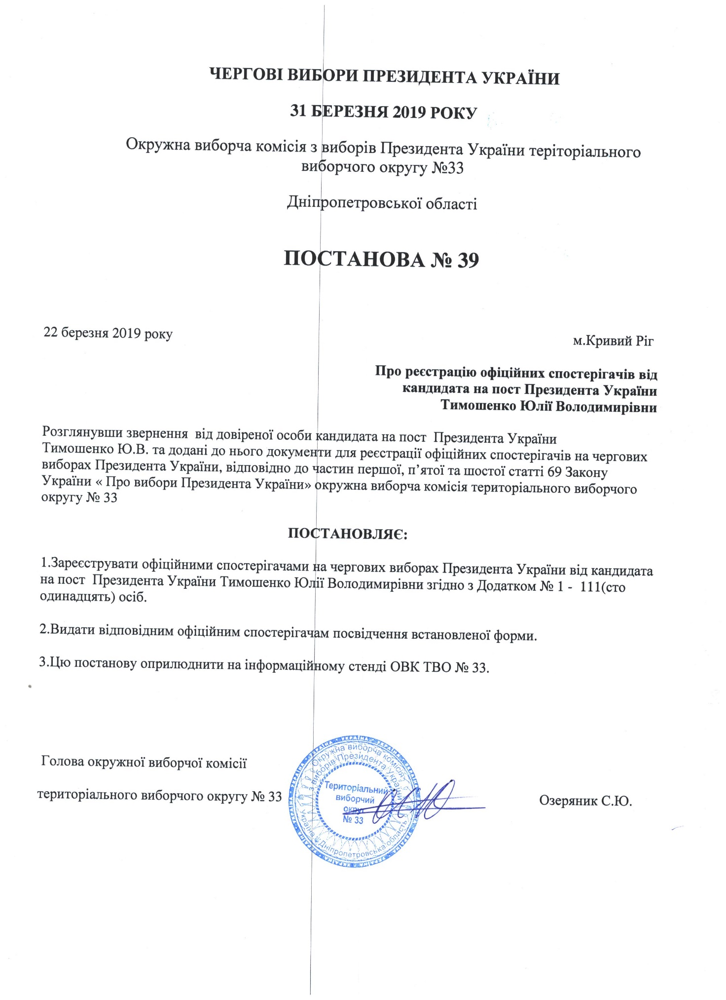 ЧЕРГОВІ ВИБОРИ ПРЕЗИДЕНТА УКРАЇНИ
31 БЕРЕЗНЯ 2019 РОКУ
Окружна виборча комісія з виборів Президента України теріторіального
виборчого округу №33
Дніпропетровської області
ПОСТАНОВА № 39
22 березня 2019 року
м.Кривий Ріг
Про реєстрацію офіційних спостерігачів від
кандидата на пост Президента України
Тимошенко Юлії Володимирівни
Розглянувши звернення від довіреної особи кандидата на пост Президента України
Тимошенко Ю.В. та додані до нього документи для реєстрації офіційних спостерігачів на чергових
виборах Президента України, відповідно до частин першої, п’ятої та шостої статті 69 Закону
України « Про вибори Президента України» окружна виборча комісія територіального виборчого
округу № 33
ПОСТАНОВЛЯЄ:
1.Зареєструвати офіційними спостерігачами на чергових виборах Президента України від кандидата
на пост Президента України Тимошенко Юлії Володимирівни згідно з Додатком № 1 - 111(сто
одинадцять) осіб.
2.Видати відповідним офіційним спостерігачам посвідчення встановленої форми.
3.Цю постанову оприлюднити на інформаційному стенді ОВК ТВО № 33.
Голова окружної виборчої комісії
територіального виборчого округу № 33
Озеряник С.Ю.
Окружна виборча комісія
з виборів Президента України
Територіальний
виборчий
округ
№ 33
Україна * Дніпропетровська область